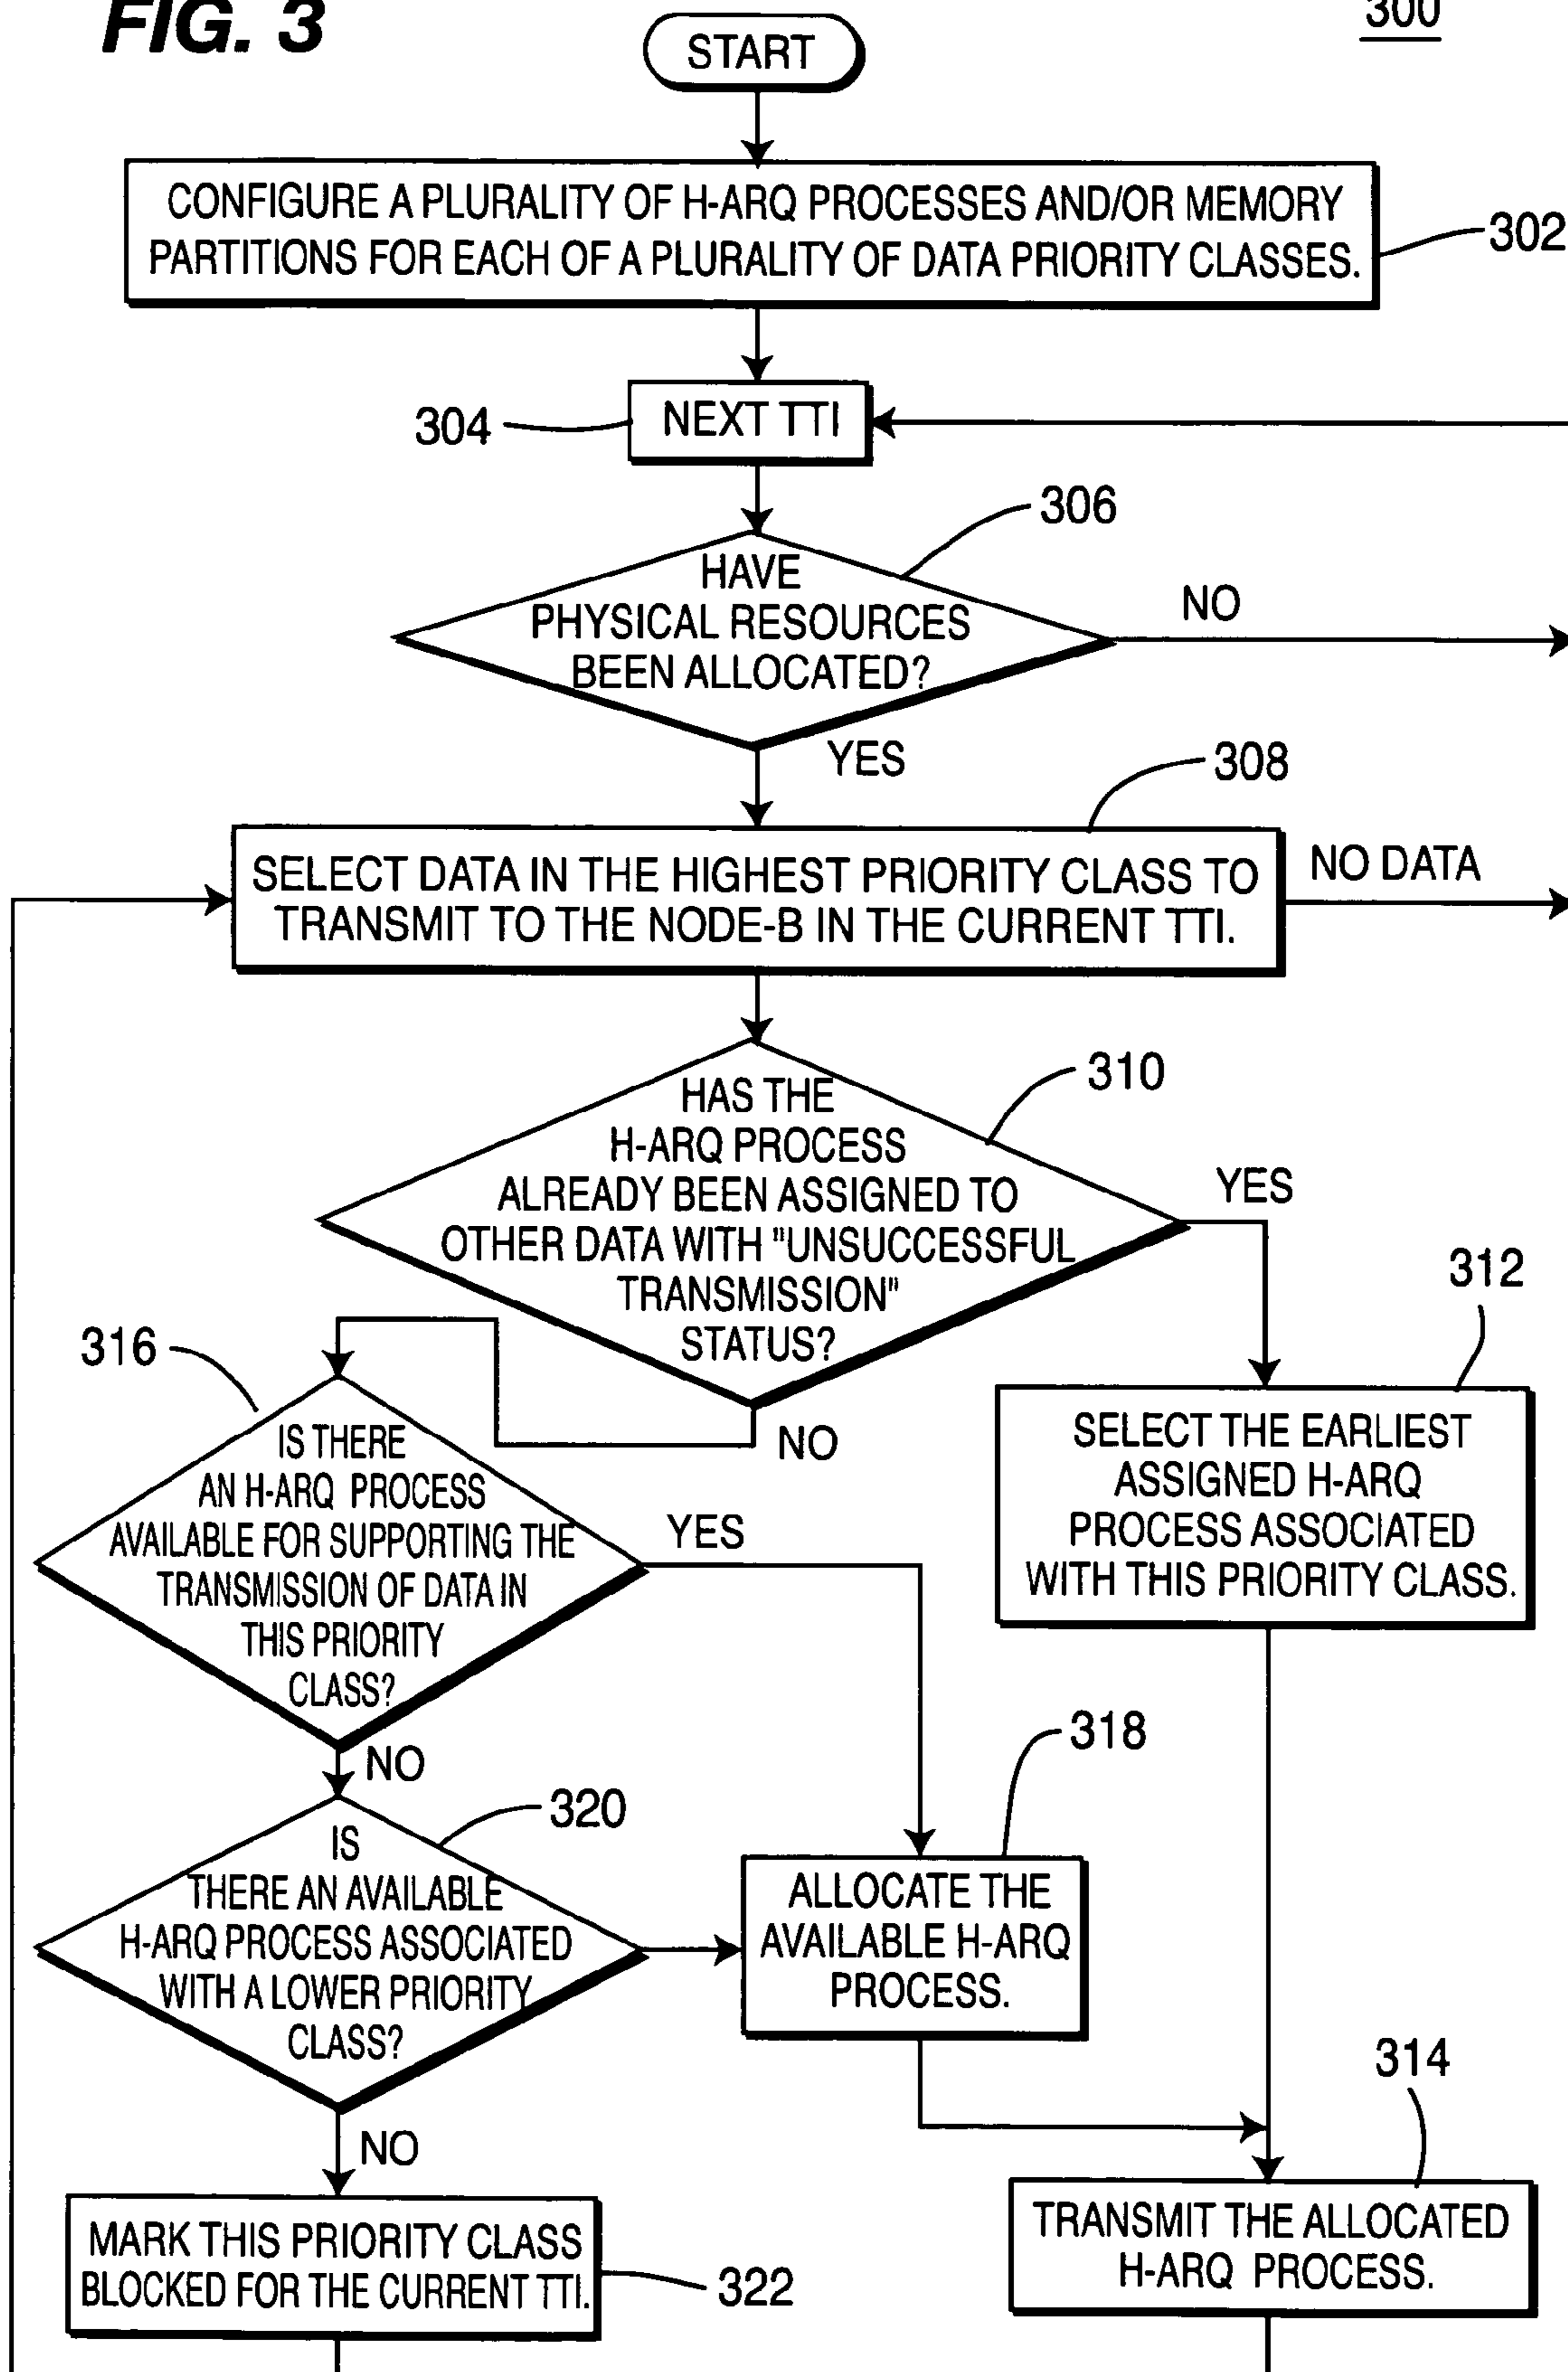 FIG. 3
300
START
CONFIGURE A PLURALITY OF H-ARQ PROCESSES AND/OR MEMORY
PARTITIONS FOR EACH OF A PLURALITY OF DATA PRIORITY CLASSES.
302
304
NEXT TTI
306
HAVE
PHYSICAL RESOURCES
BEEN ALLOCATED?
NO
YES
308
SELECT DATA IN THE HIGHEST PRIORITY CLASS TO
TRANSMIT TO THE NODE-B IN THE CURRENT TTI.
NO DATA
310
HAS THE
H-ARQ PROCESS
ALREADY BEEN ASSIGNED TO
OTHER DATA WITH "UNSUCCESSFUL
TRANSMISSION"
STATUS?
YES
NO
312
SELECT THE EARLIEST
ASSIGNED H-ARQ
PROCESS ASSOCIATED
WITH THIS PRIORITY CLASS.
316
IS THERE
AN H-ARQ PROCESS
AVAILABLE FOR SUPPORTING THE
TRANSMISSION OF DATA IN
THIS PRIORITY
CLASS?
YES
NO
318
ALLOCATE THE
AVAILABLE H-ARQ
PROCESS.
320
IS
THERE AN AVAILABLE
H-ARQ PROCESS ASSOCIATED
WITH A LOWER PRIORITY
CLASS?
NO
314
TRANSMIT THE ALLOCATED
H-ARQ PROCESS.
MARK THIS PRIORITY CLASS
BLOCKED FOR THE CURRENT TTI.
322